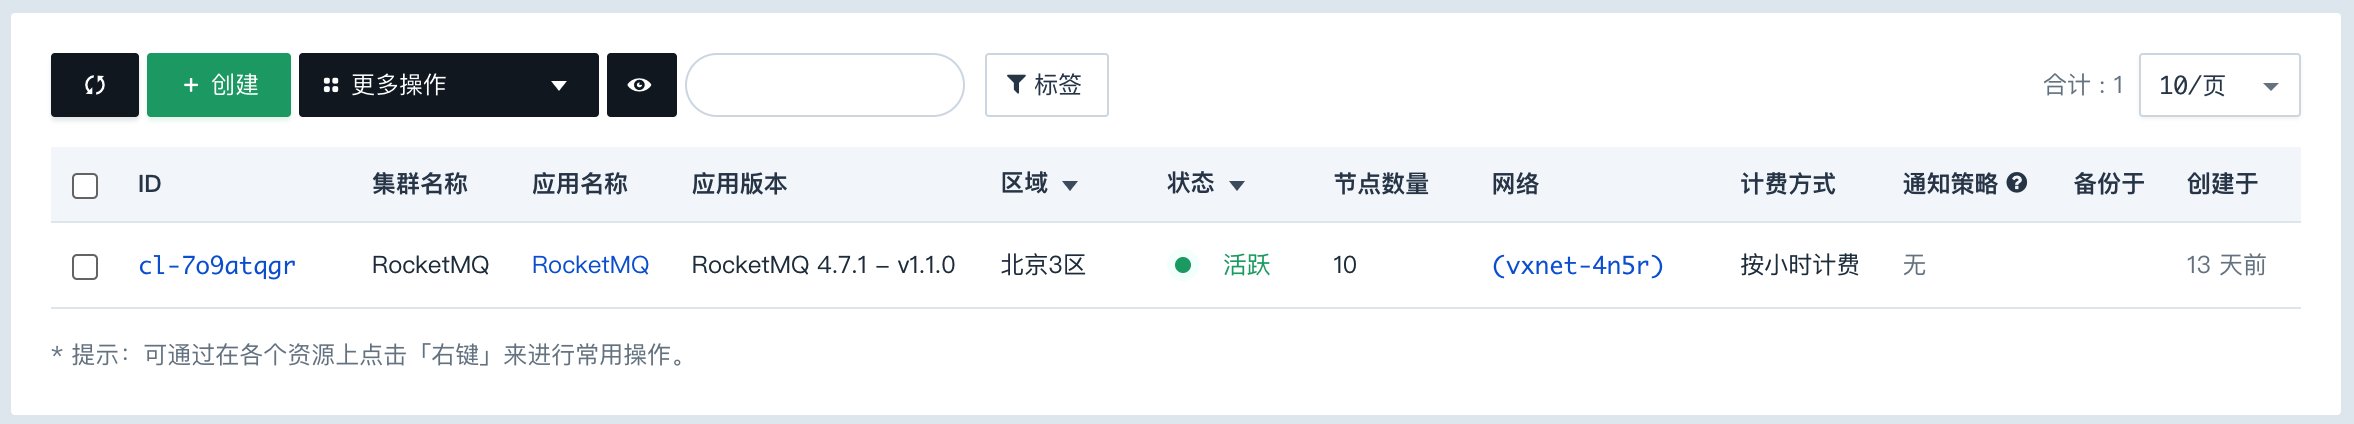 + 创建 更多操作 标签 合计：1 10/页
ID 集群名称 应用名称 应用版本 区域 状态 节点数量 网络 计费方式 通知策略 ? 备份于 创建于
cl-7o9atqgr RocketMQ RocketMQ RocketMQ 4.7.1 – v1.1.0 北京3区 活跃 10 (vxnet-4n5r) 按小时计费 无 13 天前
* 提示：可通过在各个资源上点击「右键」来进行常用操作。